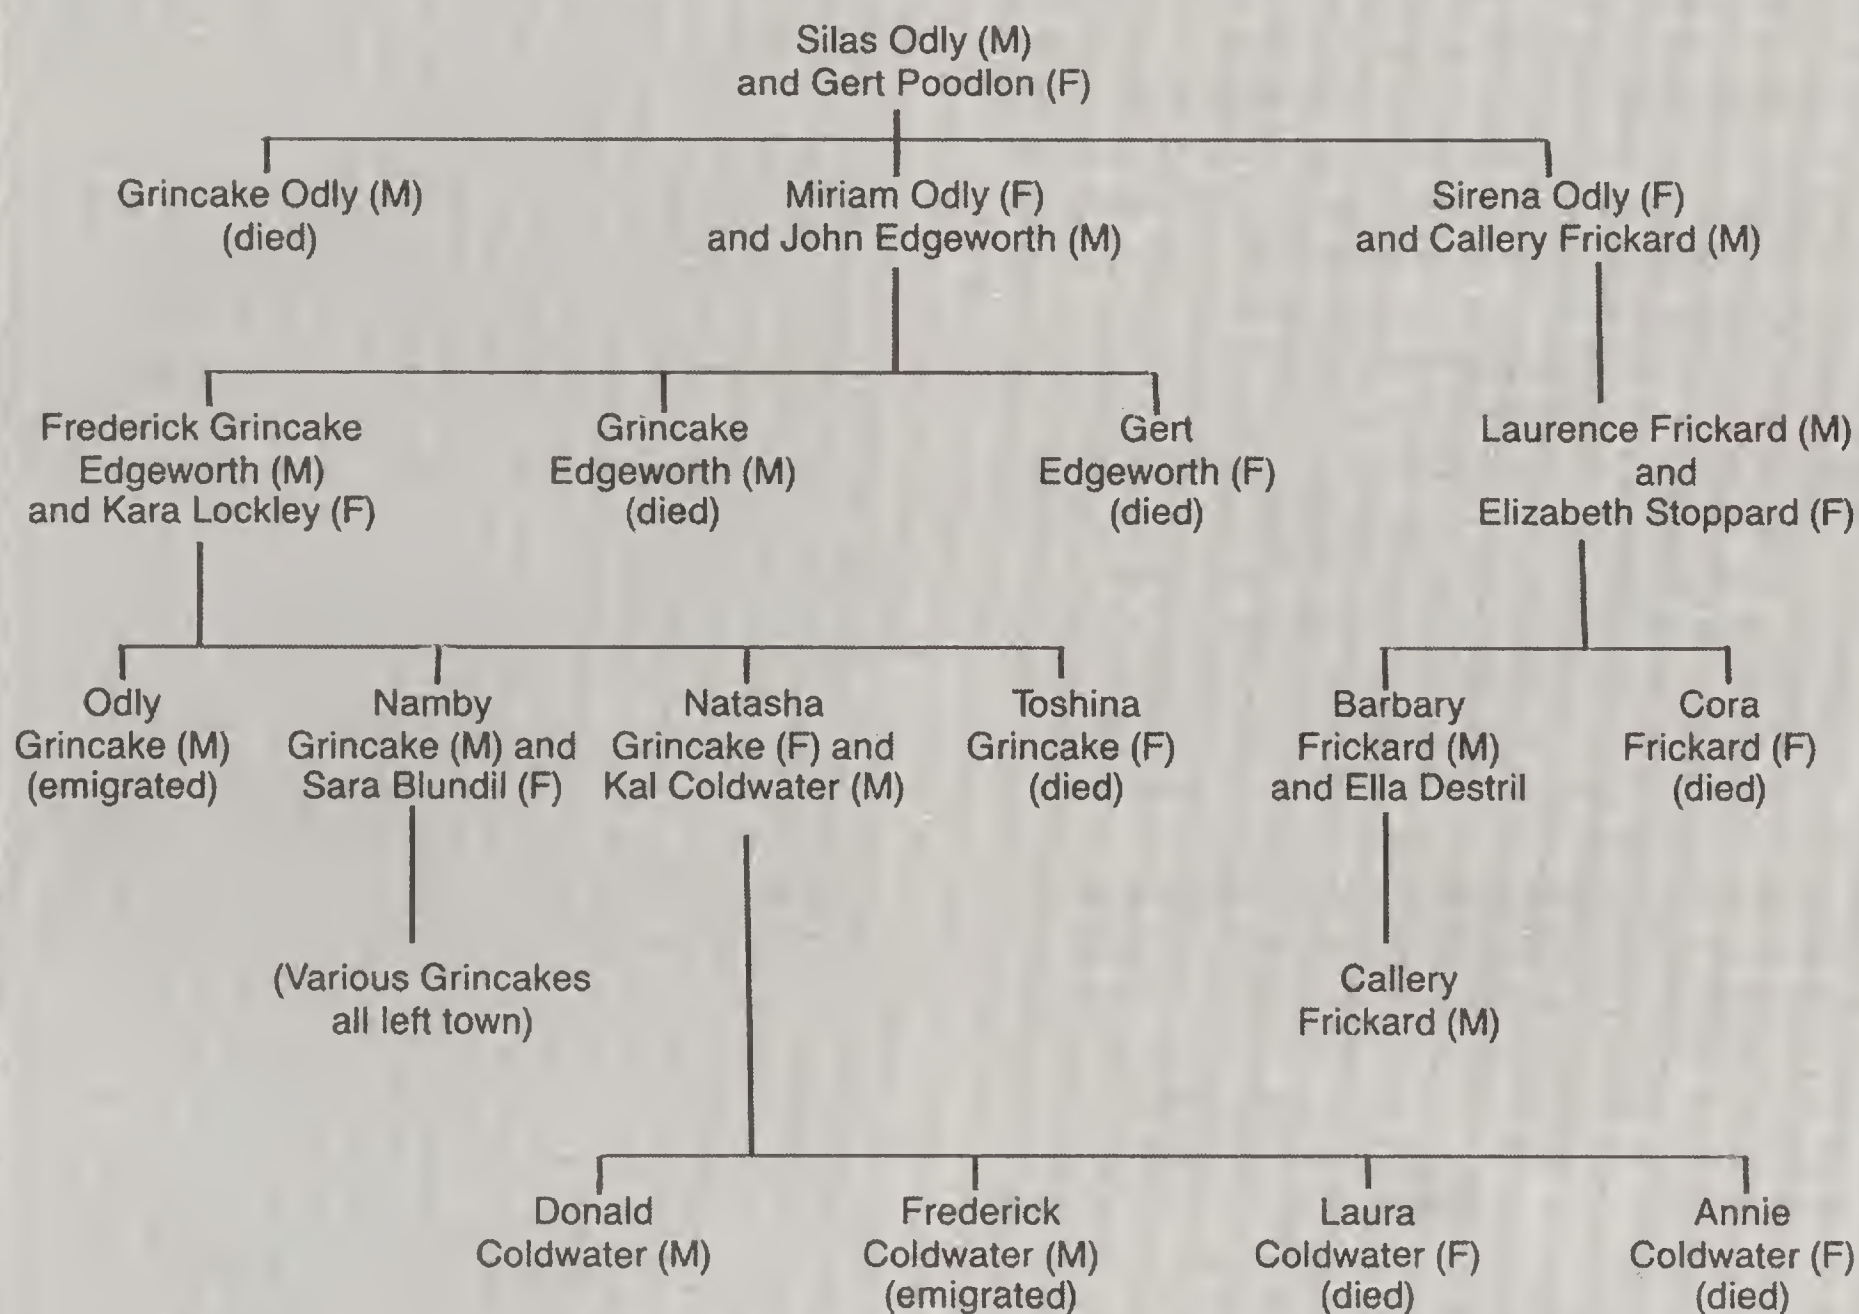 Silas Odly (M)
and Gert Poodlon (F)
Grincake Odly (M)
(died)
Miriam Odly (F)
and John Edgeworth (M)
Sirena Odly (F)
and Callery Frickard (M)
Frederick Grincake
Edgeworth (M)
and Kara Lockley (F)
Grincake
Edgeworth (M)
(died)
Gert
Edgeworth (F)
(died)
Laurence Frickard (M)
and
Elizabeth Stoppard (F)
Odly
Grincake (M)
(emigrated)
Namby
Grincake (M) and
Sara Blundil (F)
Natasha
Grincake (F) and
Kal Coldwater (M)
Toshina
Grincake (F)
(died)
Barbary
Frickard (M)
and Ella Destril
Cora
Frickard (F)
(died)
(Various Grincakes
all left town)
Callery
Frickard (M)
Donald
Coldwater (M)
Frederick
Coldwater (M)
(emigrated)
Laura
Coldwater (F)
(died)
Annie
Coldwater (F)
(died)